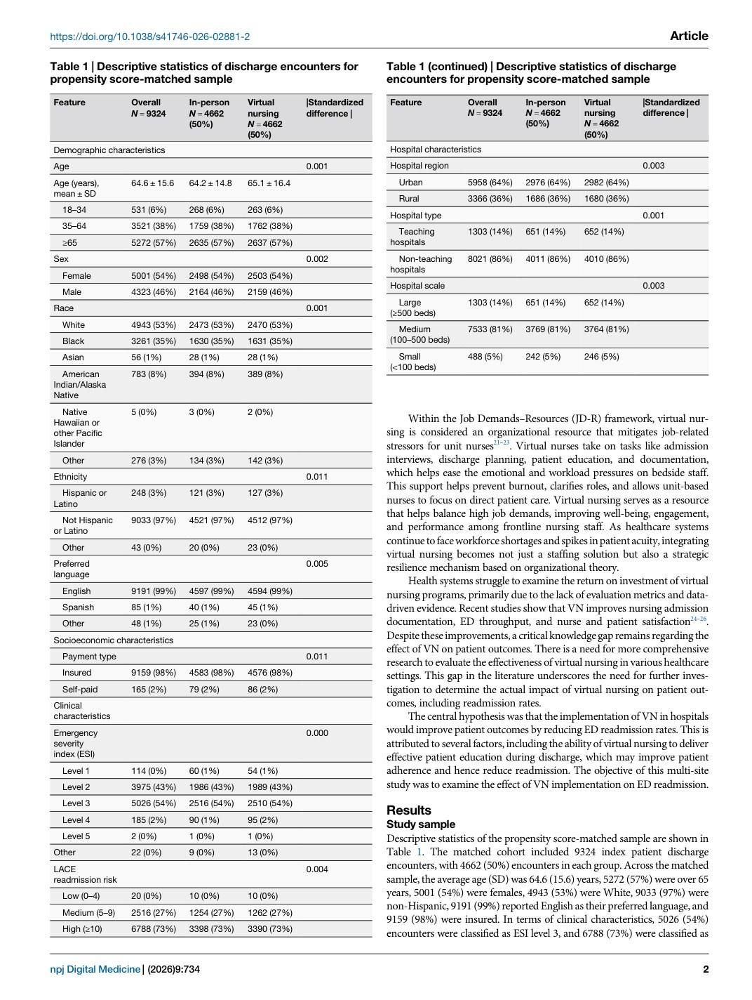 https://doi.org/10.1038/s41746-026-02881-2
Article
Table 1 | Descriptive statistics of discharge encounters for
propensity score-matched sample
Feature Overall In-person Virtual |Standardized
N = 9324 N = 4662 nursing difference |
(50%) N = 4662
(50%)
Demographic characteristics
Age 0.001
Age (years), 64.6 ± 15.6 64.2 ± 14.8 65.1 ± 16.4
mean ± SD
18–34 531 (6%) 268 (6%) 263 (6%)
35–64 3521 (38%) 1759 (38%) 1762 (38%)
≥65 5272 (57%) 2635 (57%) 2637 (57%)
Sex 0.002
Female 5001 (54%) 2498 (54%) 2503 (54%)
Male 4323 (46%) 2164 (46%) 2159 (46%)
Race 0.001
White 4943 (53%) 2473 (53%) 2470 (53%)
Black 3261 (35%) 1630 (35%) 1631 (35%)
Asian 56 (1%) 28 (1%) 28 (1%)
American 783 (8%) 394 (8%) 389 (8%)
Indian/Alaska
Native
Native 5 (0%) 3 (0%) 2 (0%)
Hawaiian or
other Pacific
Islander
Other 276 (3%) 134 (3%) 142 (3%)
Ethnicity 0.011
Hispanic or 248 (3%) 121 (3%) 127 (3%)
Latino
Not Hispanic 9033 (97%) 4521 (97%) 4512 (97%)
or Latino
Other 43 (0%) 20 (0%) 23 (0%)
Preferred 0.005
language
English 9191 (99%) 4597 (99%) 4594 (99%)
Spanish 85 (1%) 40 (1%) 45 (1%)
Other 48 (1%) 25 (1%) 23 (0%)
Socioeconomic characteristics
Payment type 0.011
Insured 9159 (98%) 4583 (98%) 4576 (98%)
Self-paid 165 (2%) 79 (2%) 86 (2%)
Clinical
characteristics
Emergency 0.000
severity
index (ESI)
Level 1 114 (0%) 60 (1%) 54 (1%)
Level 2 3975 (43%) 1986 (43%) 1989 (43%)
Level 3 5026 (54%) 2516 (54%) 2510 (54%)
Level 4 185 (2%) 90 (1%) 95 (2%)
Level 5 2 (0%) 1 (0%) 1 (0%)
Other 22 (0%) 9 (0%) 13 (0%)
LACE 0.004
readmission risk
Low (0–4) 20 (0%) 10 (0%) 10 (0%)
Medium (5–9) 2516 (27%) 1254 (27%) 1262 (27%)
High (≥10) 6788 (73%) 3398 (73%) 3390 (73%)
Table 1 (continued) | Descriptive statistics of discharge
encounters for propensity score-matched sample
Feature Overall In-person Virtual |Standardized
N = 9324 N = 4662 nursing difference |
(50%) N = 4662
(50%)
Hospital characteristics
Hospital region 0.003
Urban 5958 (64%) 2976 (64%) 2982 (64%)
Rural 3366 (36%) 1686 (36%) 1680 (36%)
Hospital type 0.001
Teaching 1303 (14%) 651 (14%) 652 (14%)
hospitals
Non-teaching 8021 (86%) 4011 (86%) 4010 (86%)
hospitals
Hospital scale 0.003
Large 1303 (14%) 651 (14%) 652 (14%)
(≥500 beds)
Medium 7533 (81%) 3769 (81%) 3764 (81%)
(100–500 beds)
Small 488 (5%) 242 (5%) 246 (5%)
(<100 beds)
Within the Job Demands–Resources (JD-R) framework, virtual nur-
sing is considered an organizational resource that mitigates job-related
stressors for unit nurses21–23. Virtual nurses take on tasks like admission
interviews, discharge planning, patient education, and documentation,
which helps ease the emotional and workload pressures on bedside staff.
This support helps prevent burnout, clarifies roles, and allows unit-based
nurses to focus on direct patient care. Virtual nursing serves as a resource
that helps balance high job demands, improving well-being, engagement,
and performance among frontline nursing staff. As healthcare systems
continue to face workforce shortages and spikes in patient acuity, integrating
virtual nursing becomes not just a staffing solution but also a strategic
resilience mechanism based on organizational theory.
Health systems struggle to examine the return on investment of virtual
nursing programs, primarily due to the lack of evaluation metrics and data-
driven evidence. Recent studies show that VN improves nursing admission
documentation, ED throughput, and nurse and patient satisfaction24–26.
Despite these improvements, a critical knowledge gap remains regarding the
effect of VN on patient outcomes. There is a need for more comprehensive
research to evaluate the effectiveness of virtual nursing in various healthcare
settings. This gap in the literature underscores the need for further inves-
tigation to determine the actual impact of virtual nursing on patient out-
comes, including readmission rates.
The central hypothesis was that the implementation of VN in hospitals
would improve patient outcomes by reducing ED readmission rates. This is
attributed to several factors, including the ability of virtual nursing to deliver
effective patient education during discharge, which may improve patient
adherence and hence reduce readmission. The objective of this multi-site
study was to examine the effect of VN implementation on ED readmission.
Results
Study sample
Descriptive statistics of the propensity score-matched sample are shown in
Table 1. The matched cohort included 9324 index patient discharge
encounters, with 4662 (50%) encounters in each group. Across the matched
sample, the average age (SD) was 64.6 (15.6) years, 5272 (57%) were over 65
years, 5001 (54%) were females, 4943 (53%) were White, 9033 (97%) were
non-Hispanic, 9191 (99%) reported English as their preferred language, and
9159 (98%) were insured. In terms of clinical characteristics, 5026 (54%)
encounters were classified as ESI level 3, and 6788 (73%) were classified as
npj Digital Medicine | (2026)9:734
2